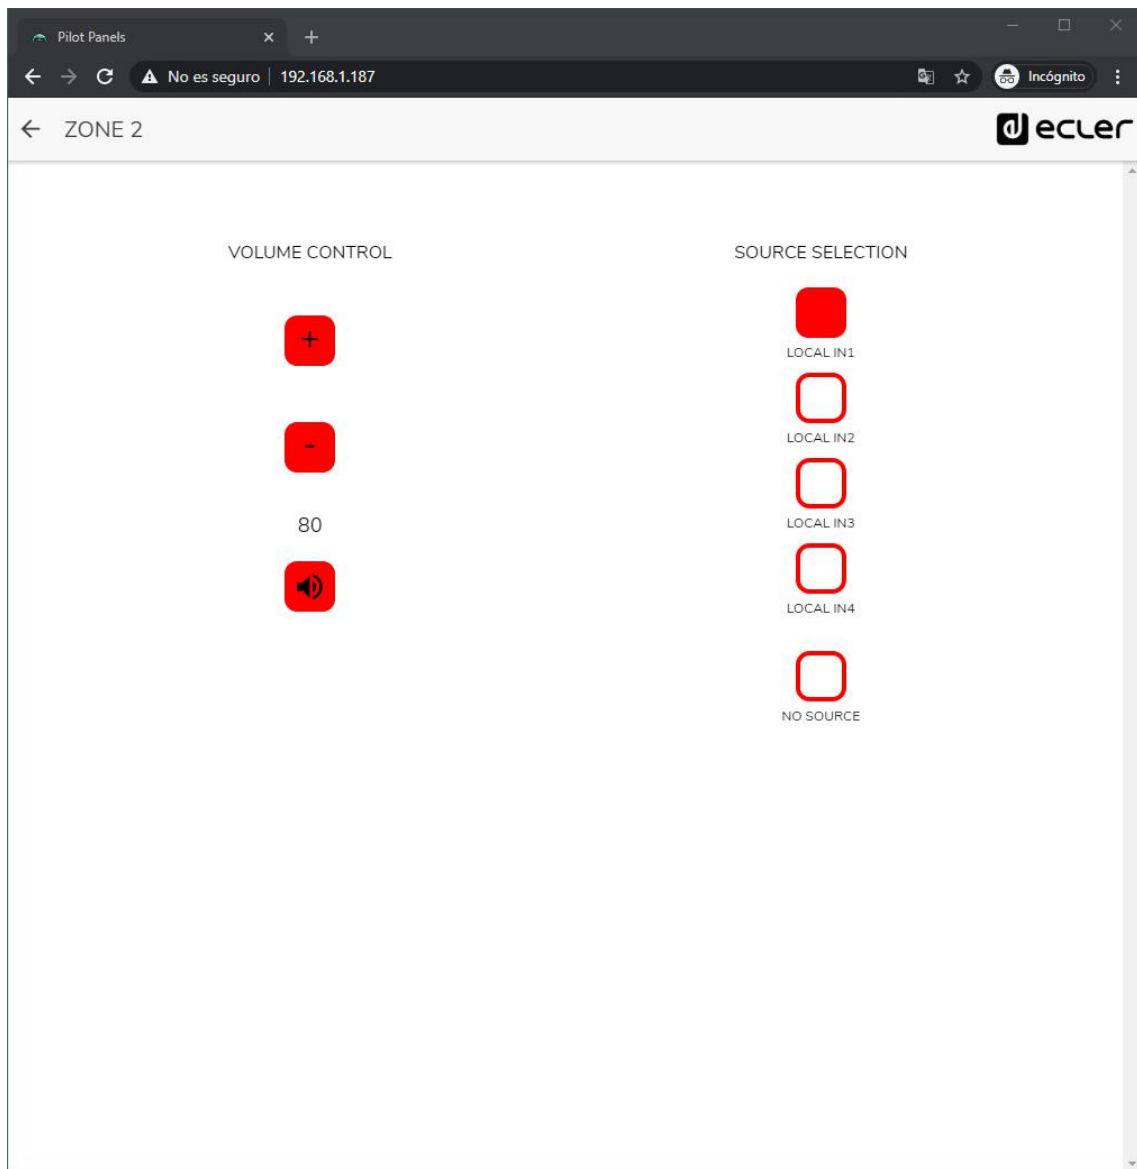 Pilot Panels
No es seguro 192.168.1.187
Incógnito
ZONE 2
ecler
VOLUME CONTROL
+
-
80
SOURCE SELECTION
LOCAL IN1
LOCAL IN2
LOCAL IN3
LOCAL IN4
NO SOURCE